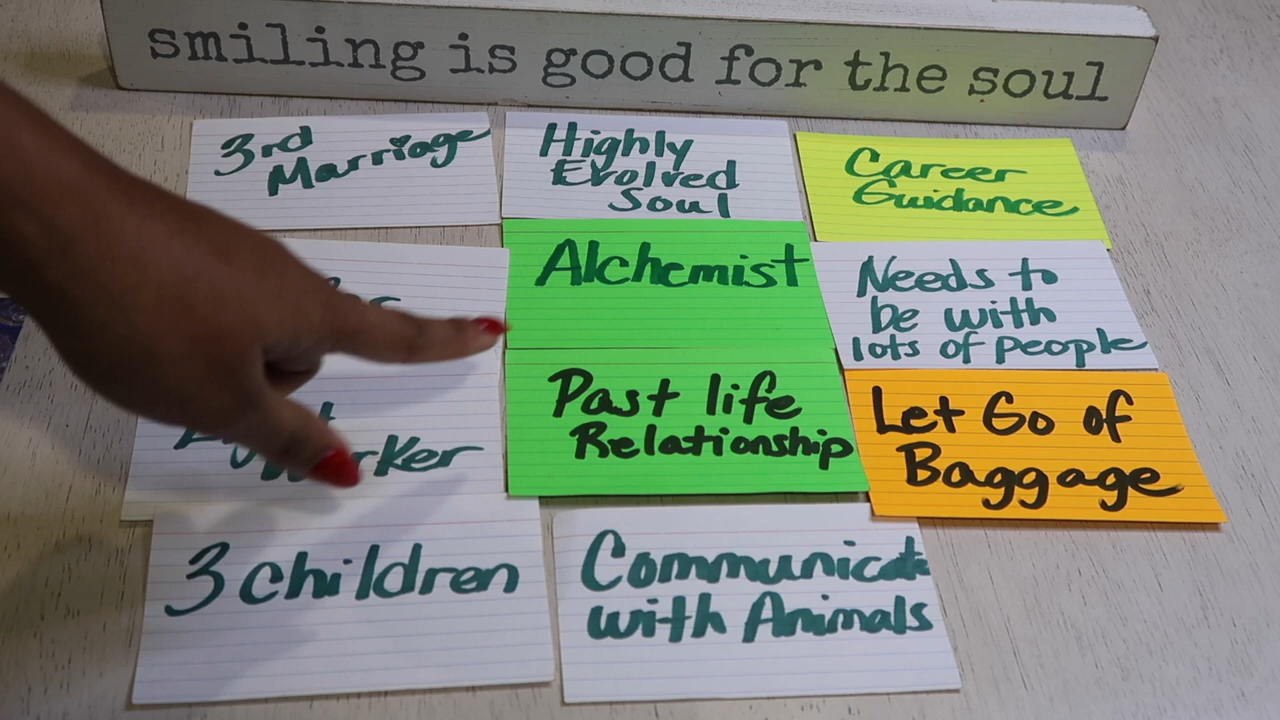 smiling is good for the soul
3rd
Marriage
Highly
Evolved
Soul
Career
Guidance
Alchemist
Needs to
be with
lots of people
Past life
Relationship
Let Go of
Baggage
3 children
Communicate
with Animals